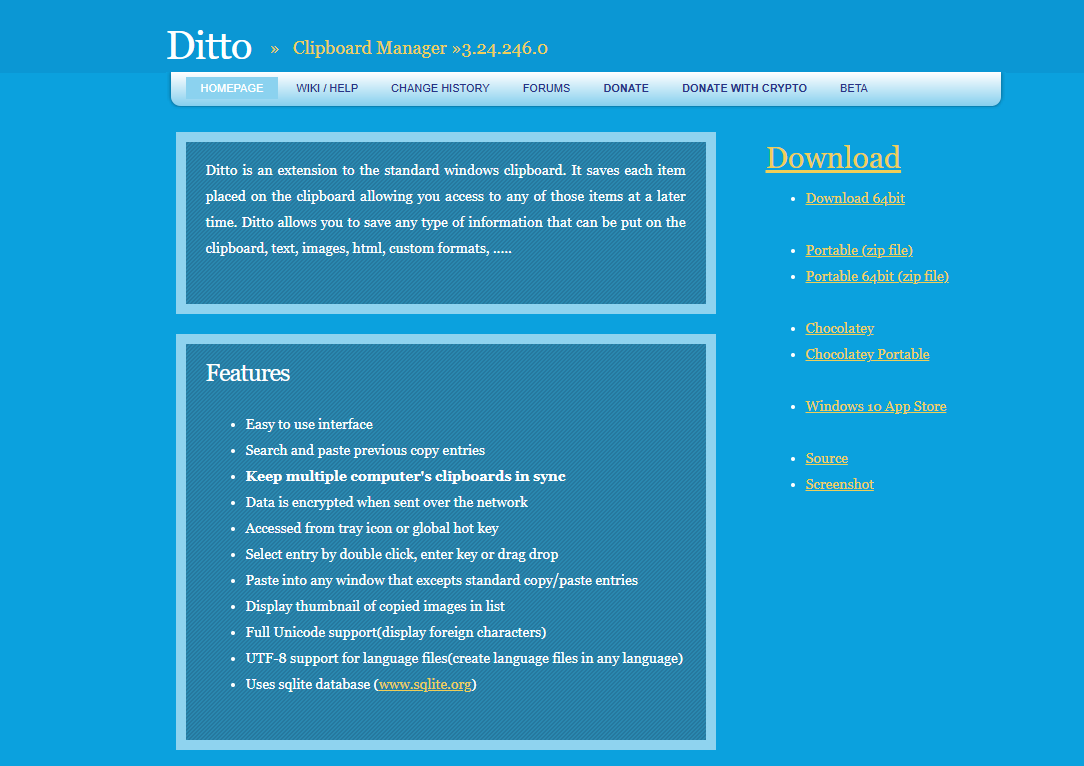 Ditto » Clipboard Manager »3.24.246.0
HOMEPAGE WIKI / HELP CHANGE HISTORY FORUMS DONATE DONATE WITH CRYPTO BETA
Ditto is an extension to the standard windows clipboard. It saves each item
placed on the clipboard allowing you access to any of those items at a later
time. Ditto allows you to save any type of information that can be put on the
clipboard, text, images, html, custom formats, .....
Features
Easy to use interface
Search and paste previous copy entries
Keep multiple computer's clipboards in sync
Data is encrypted when sent over the network
Accessed from tray icon or global hot key
Select entry by double click, enter key or drag drop
Paste into any window that excepts standard copy/paste entries
Display thumbnail of copied images in list
Full Unicode support(display foreign characters)
UTF-8 support for language files(create language files in any language)
Uses sqlite database (www.sqlite.org)
Download
Download 64bit
Portable (zip file)
Portable 64bit (zip file)
Chocolatey
Chocolatey Portable
Windows 10 App Store
Source
Screenshot